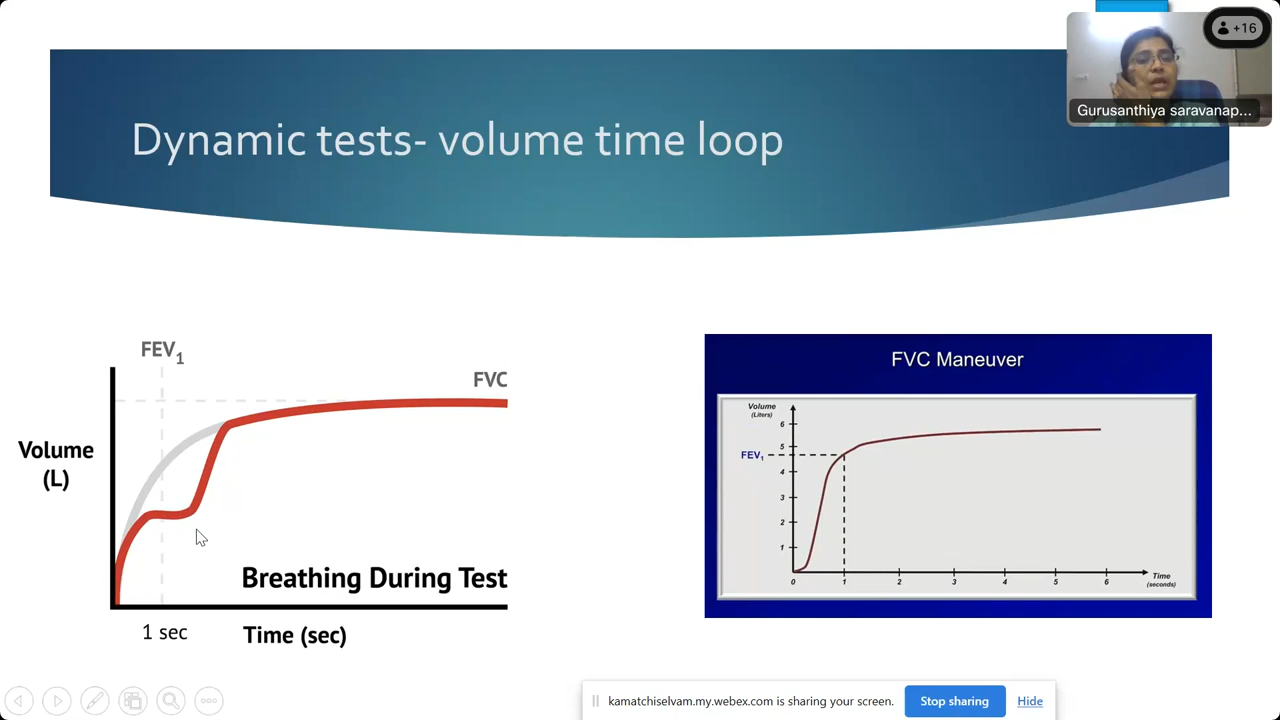 +16
Gurusanthiya saravanap...
Dynamic tests- volume time loop
FEV1
FVC
Volume
(L)
Breathing During Test
1 sec
Time (sec)
FVC Maneuver
Volume
(Liters)
6
5
FEV1
4
3
2
1
0 1 2 3 4 5 6
Time
(seconds)
kamatchiselvam.my.webex.com is sharing your screen.
Stop sharing
Hide